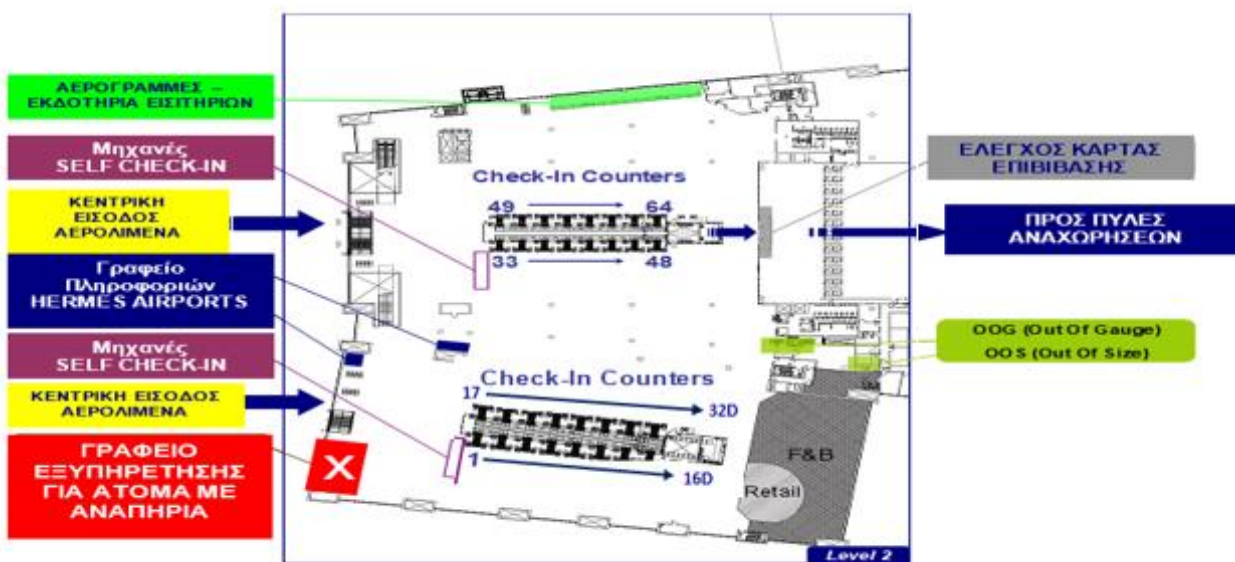 ΑΕΡΟΓΡΑΜΜΕΣ –
ΕΚΔΟΤΗΡΙΑ ΕΙΣΙΤΗΡΙΩΝ
Μηχανές
SELF CHECK-IN
ΚΕΝΤΡΙΚΗ
ΕΙΣΟΔΟΣ
ΑΕΡΟΛΙΜΕΝΑ
Γραφείο
Πληροφοριών
HERMES AIRPORTS
Μηχανές
SELF CHECK-IN
ΚΕΝΤΡΙΚΗ ΕΙΣΟΔΟΣ
ΑΕΡΟΛΙΜΕΝΑ
ΓΡΑΦΕΙΟ
ΕΞΥΠΗΡΕΤΗΣΗΣ
ΓΙΑ ΑΤΟΜΑ ΜΕ
ΑΝΑΠΗΡΙΑ
X
Check-In Counters
49 64
33 48
Check-In Counters
17 32D
1 16D
F&B
Retail
Level 2
ΕΛΕΓΧΟΣ ΚΑΡΤΑΣ
ΕΠΙΒΙΒΑΣΗΣ
ΠΡΟΣ ΠΥΛΕΣ
ΑΝΑΧΩΡΗΣΕΩΝ
OOG (Out Of Gauge)
OOS (Out Of Size)